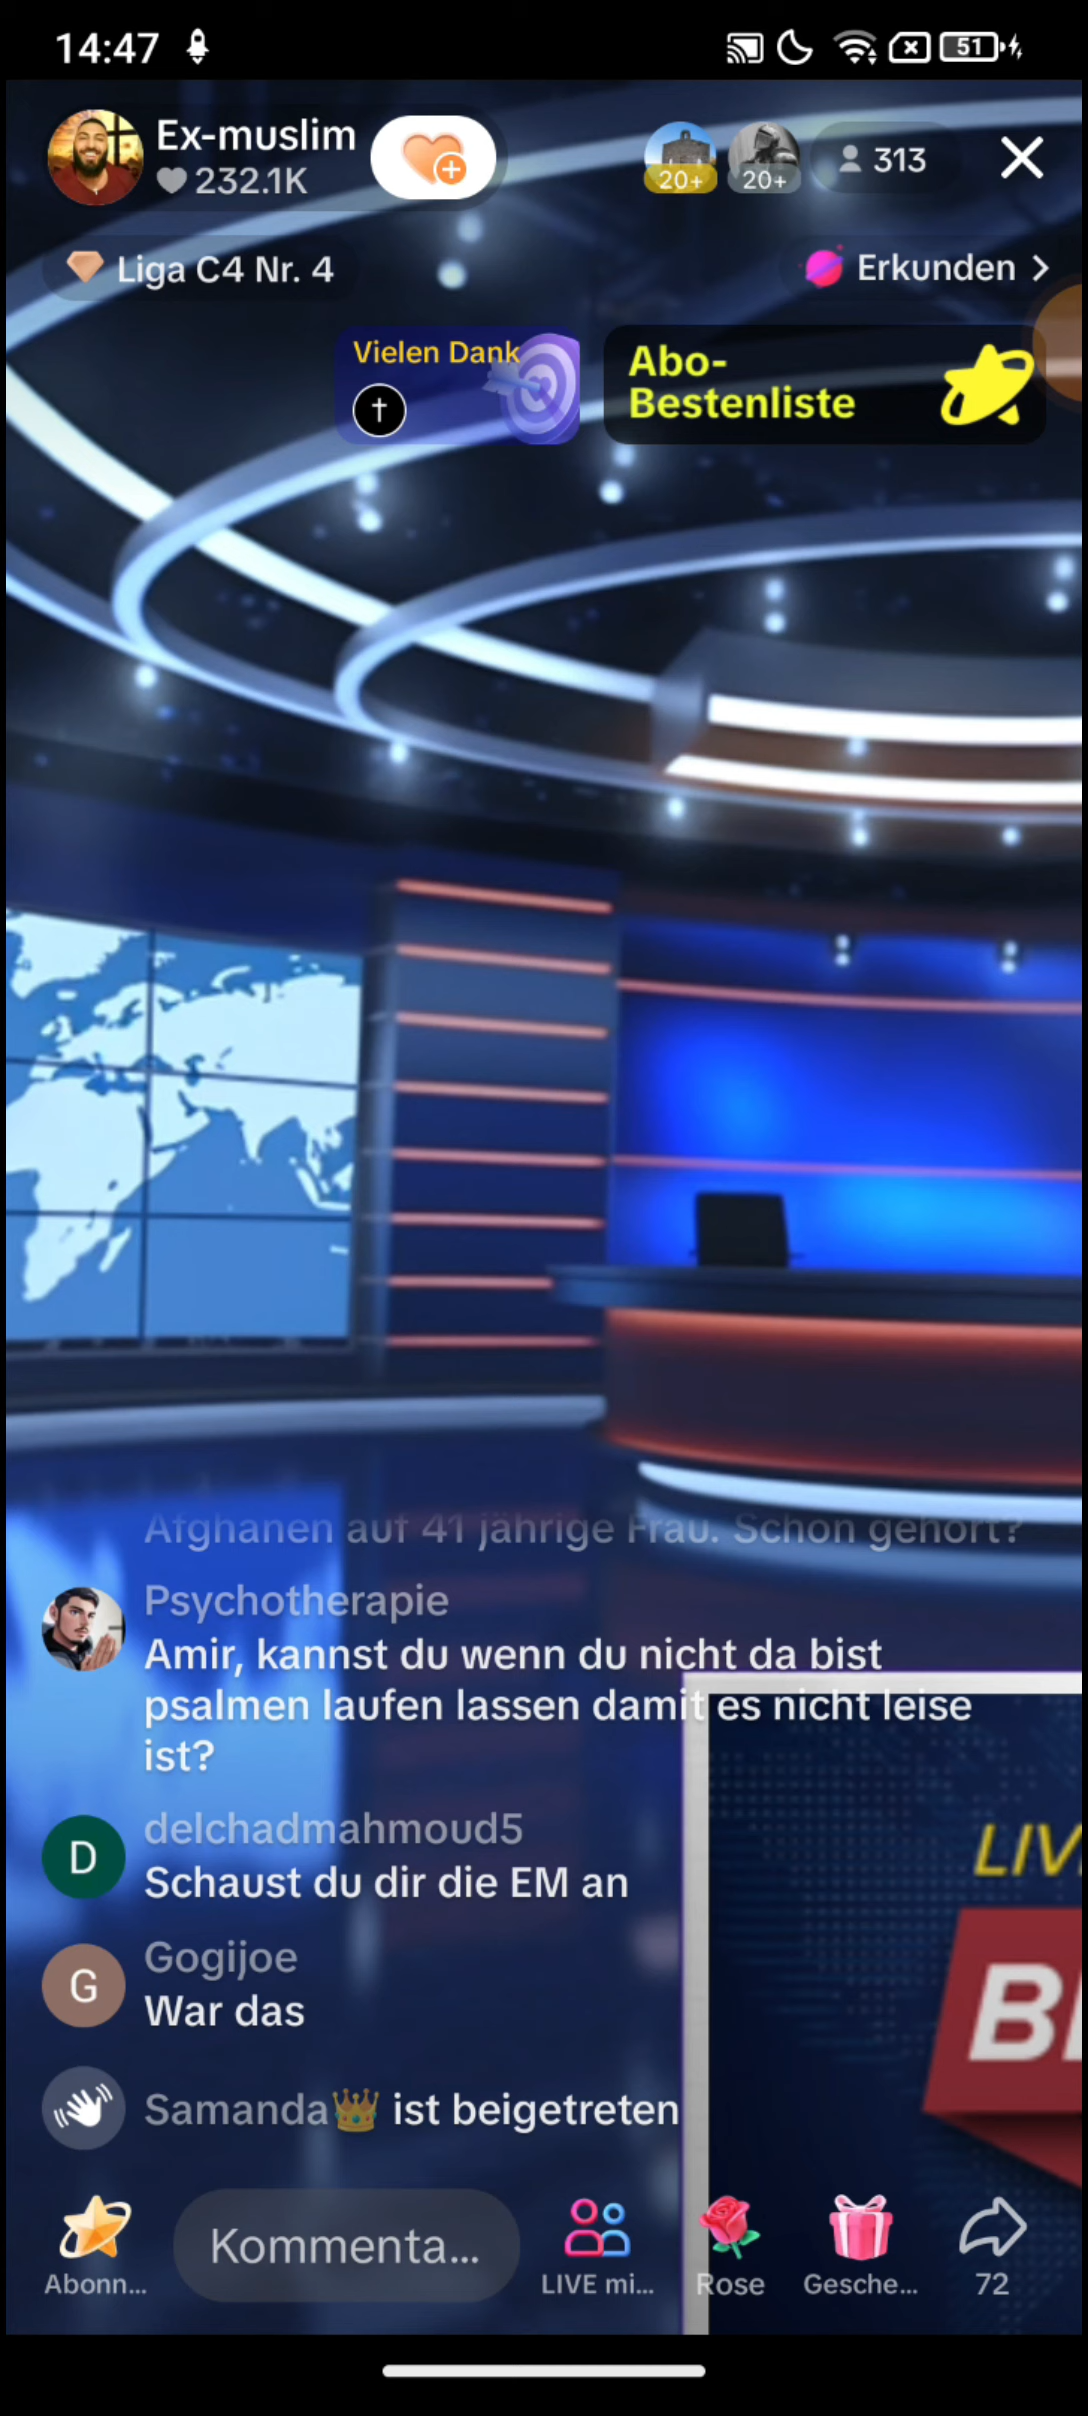 14:47
51
Ex-muslim
232.1K
20+
20+
313
Liga C4 Nr. 4
Erkunden
Vielen Dank
Abo-
Bestenliste
Afghanen auf 41 jährige Frau. Schon gehört?
Psychotherapie
Amir, kannst du wenn du nicht da bist
psalmen laufen lassen damit es nicht leise
ist?
D
delchadmahmoud5
Schaust du dir die EM an
G
Gogijoe
War das
Samanda👑 ist beigetreten
LIV
B
Kommenta...
Abonn...
LIVE mi...
Rose
Gesche...
72